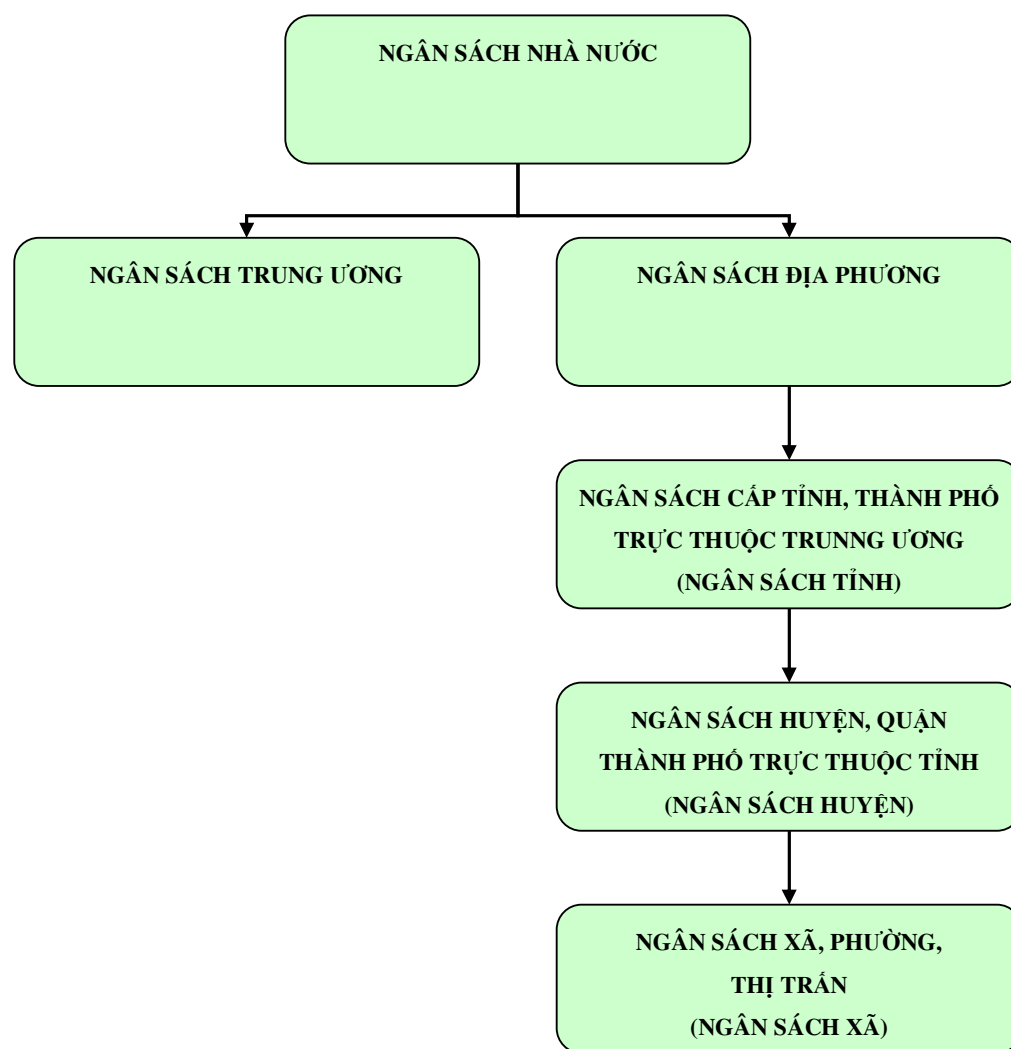 NGÂN SÁCH NHÀ NƯỚC
NGÂN SÁCH TRUNG ƯƠNG
NGÂN SÁCH ĐỊA PHƯƠNG
NGÂN SÁCH CẤP TỈNH, THÀNH PHỐ
TRỰC THUỘC TRUNNG ƯƠNG
(NGÂN SÁCH TỈNH)
NGÂN SÁCH HUYỆN, QUẬN
THÀNH PHỐ TRỰC THUỘC TỈNH
(NGÂN SÁCH HUYỆN)
NGÂN SÁCH XÃ, PHƯỜNG,
THỊ TRẤN
(NGÂN SÁCH XÃ)